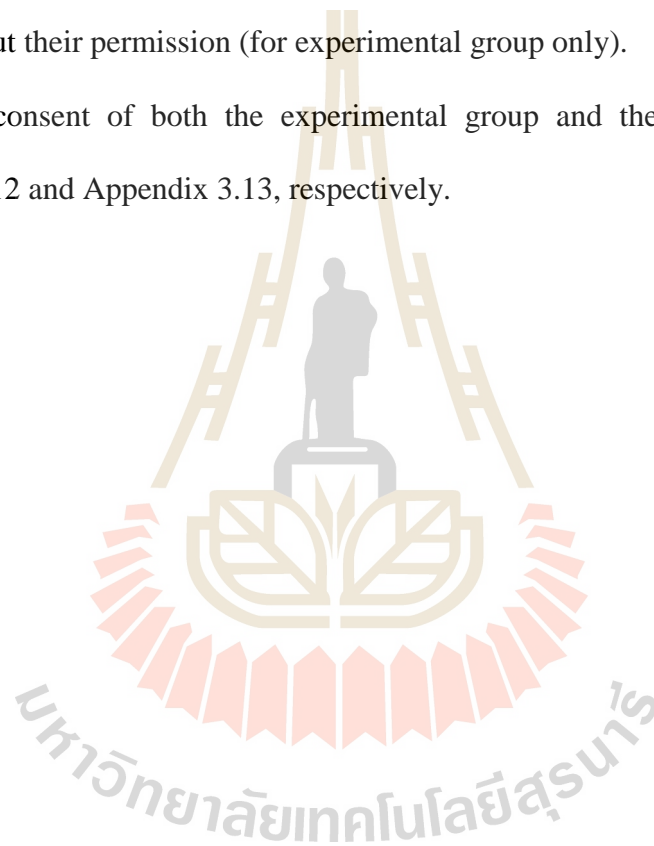 ut their permission (for experimental group only).
consent of both the experimental group and the
12 and Appendix 3.13, respectively.
มหาวิทยาลัยเทคโนโลยีสุรนารี